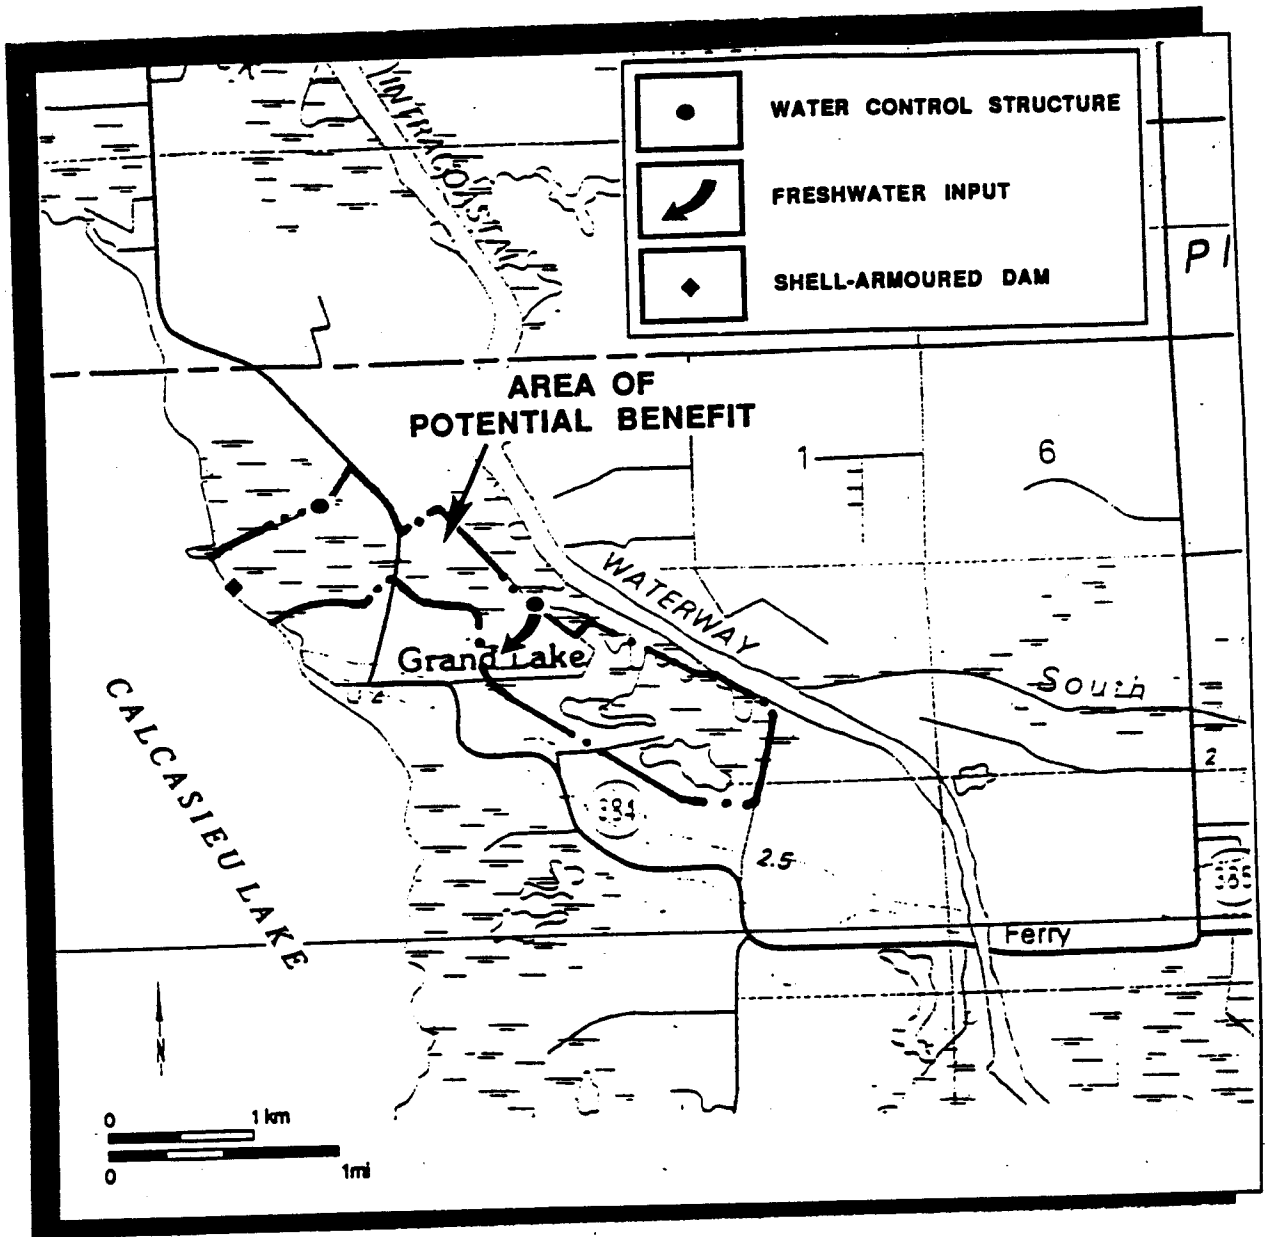 INTRACOASTAL
WATER CONTROL STRUCTURE
FRESHWATER INPUT
SHELL-ARMOURED DAM
P1
AREA OF
POTENTIAL BENEFIT
1
6
WATERWAY
Grand Lake
South
CALCASIEU LAKE
2
384
2.5
385
Ferry
N
0 1 km
0 1mi